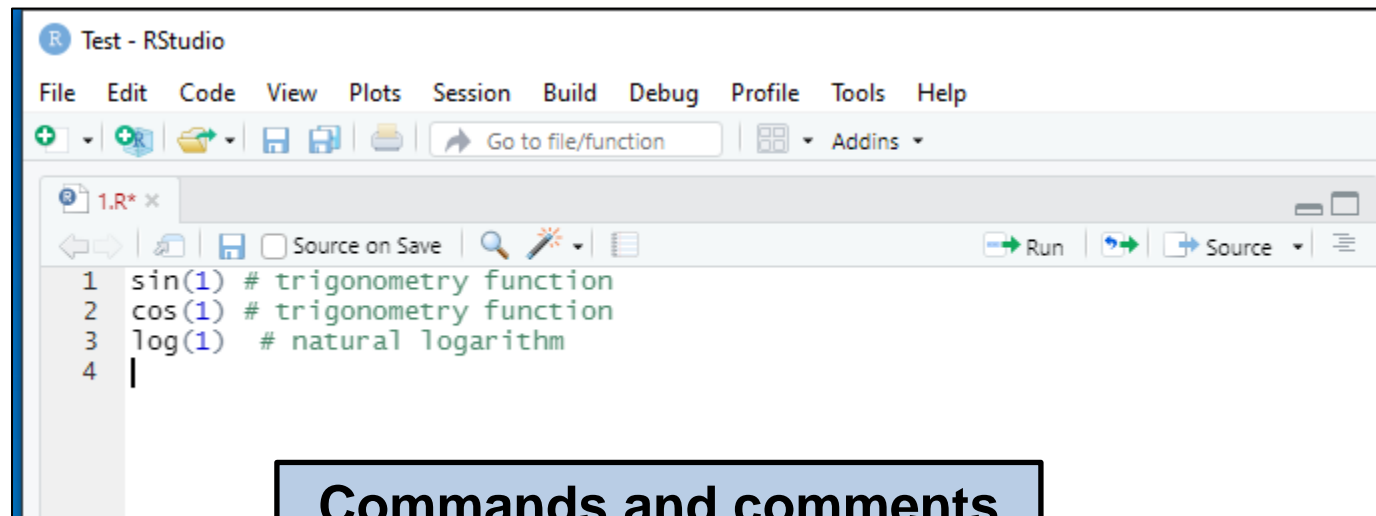 R Test - RStudio
File Edit Code View Plots Session Build Debug Profile Tools Help
R Go to file/function Addins
R 1.R* ×
Source on Save Run Source
1 sin(1) # trigonometry function
2 cos(1) # trigonometry function
3 log(1)  # natural logarithm
4
Commands and comments